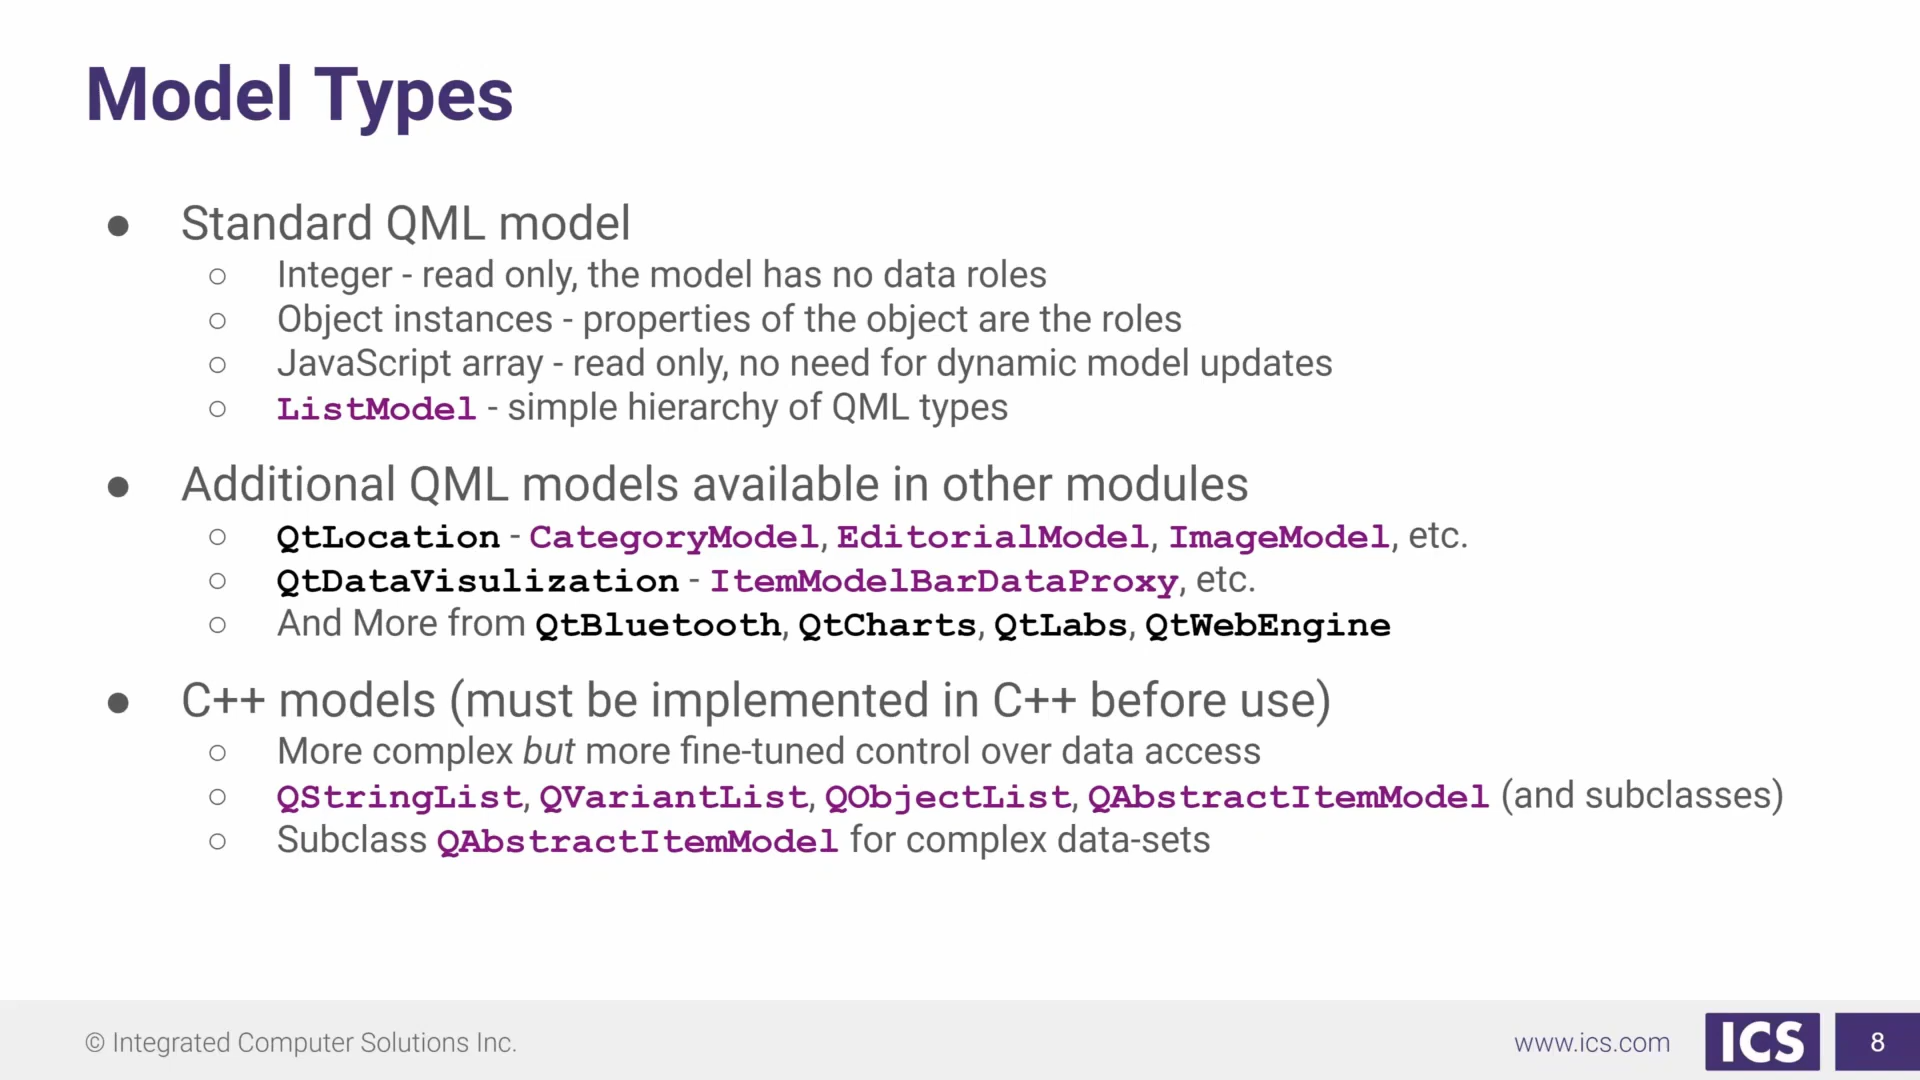 Model Types
● Standard QML model
○ Integer - read only, the model has no data roles
○ Object instances - properties of the object are the roles
○ JavaScript array - read only, no need for dynamic model updates
○ ListModel - simple hierarchy of QML types
● Additional QML models available in other modules
○ QtLocation - CategoryModel, EditorialModel, ImageModel, etc.
○ QtDataVisulization - ItemModelBarDataProxy, etc.
○ And More from QtBluetooth, QtCharts, QtLabs, QtWebEngine
● C++ models (must be implemented in C++ before use)
○ More complex but more fine-tuned control over data access
○ QStringList, QVariantList, QObjectList, QAbstractItemModel (and subclasses)
○ Subclass QAbstractItemModel for complex data-sets
© Integrated Computer Solutions Inc.
www.ics.com
ICS
8